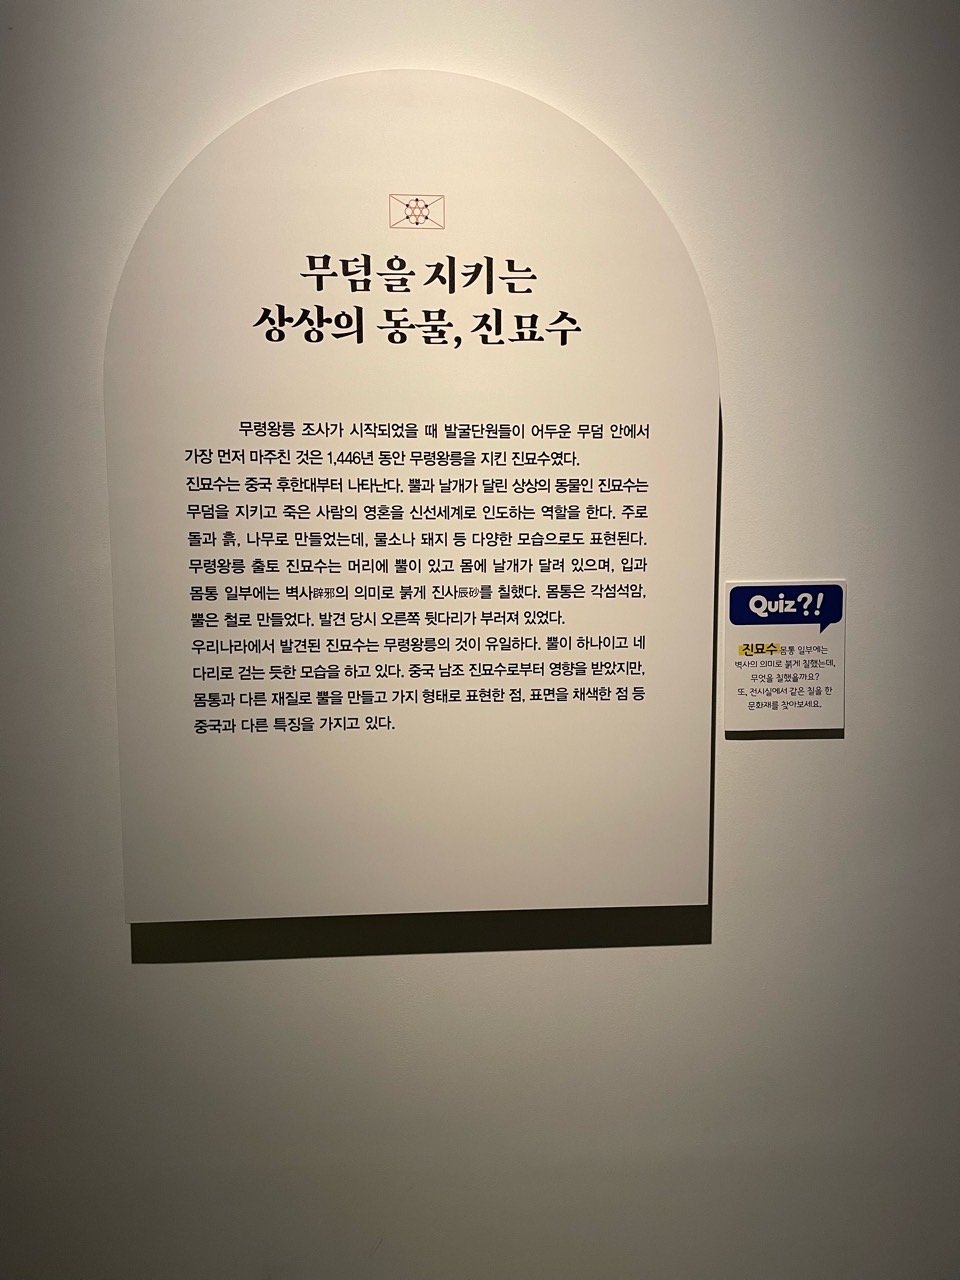 무덤을 지키는
상상의 동물, 진묘수
무령왕릉 조사가 시작되었을 때 발굴단원들이 어두운 무덤 안에서
가장 먼저 마주친 것은 1,446년 동안 무령왕릉을 지킨 진묘수였다.
진묘수는 중국 후한대부터 나타난다. 뿔과 날개가 달린 상상의 동물인 진묘수는
무덤을 지키고 죽은 사람의 영혼을 신선세계로 인도하는 역할을 한다. 주로
돌과 흙, 나무로 만들었는데, 물소나 돼지 등 다양한 모습으로도 표현된다.
무령왕릉 출토 진묘수는 머리에 뿔이 있고 몸에 날개가 달려 있으며, 입과
몸통 일부에는 벽사辟邪의 의미로 붉게 진사辰砂를 칠했다. 몸통은 각섬석암,
뿔은 철로 만들었다. 발견 당시 오른쪽 뒷다리가 부러져 있었다.
우리나라에서 발견된 진묘수는 무령왕릉의 것이 유일하다. 뿔이 하나이고 네
다리로 걷는 듯한 모습을 하고 있다. 중국 남조 진묘수로부터 영향을 받았지만,
몸통과 다른 재질로 뿔을 만들고 가지 형태로 표현한 점, 표면을 채색한 점 등
중국과 다른 특징을 가지고 있다.
Quiz?!
진묘수 몸통 일부에는
벽사의 의미로 붉게 칠했는데,
무엇을 칠했을까요?
또, 전시실에서 같은 칠을 한
문화재를 찾아보세요.